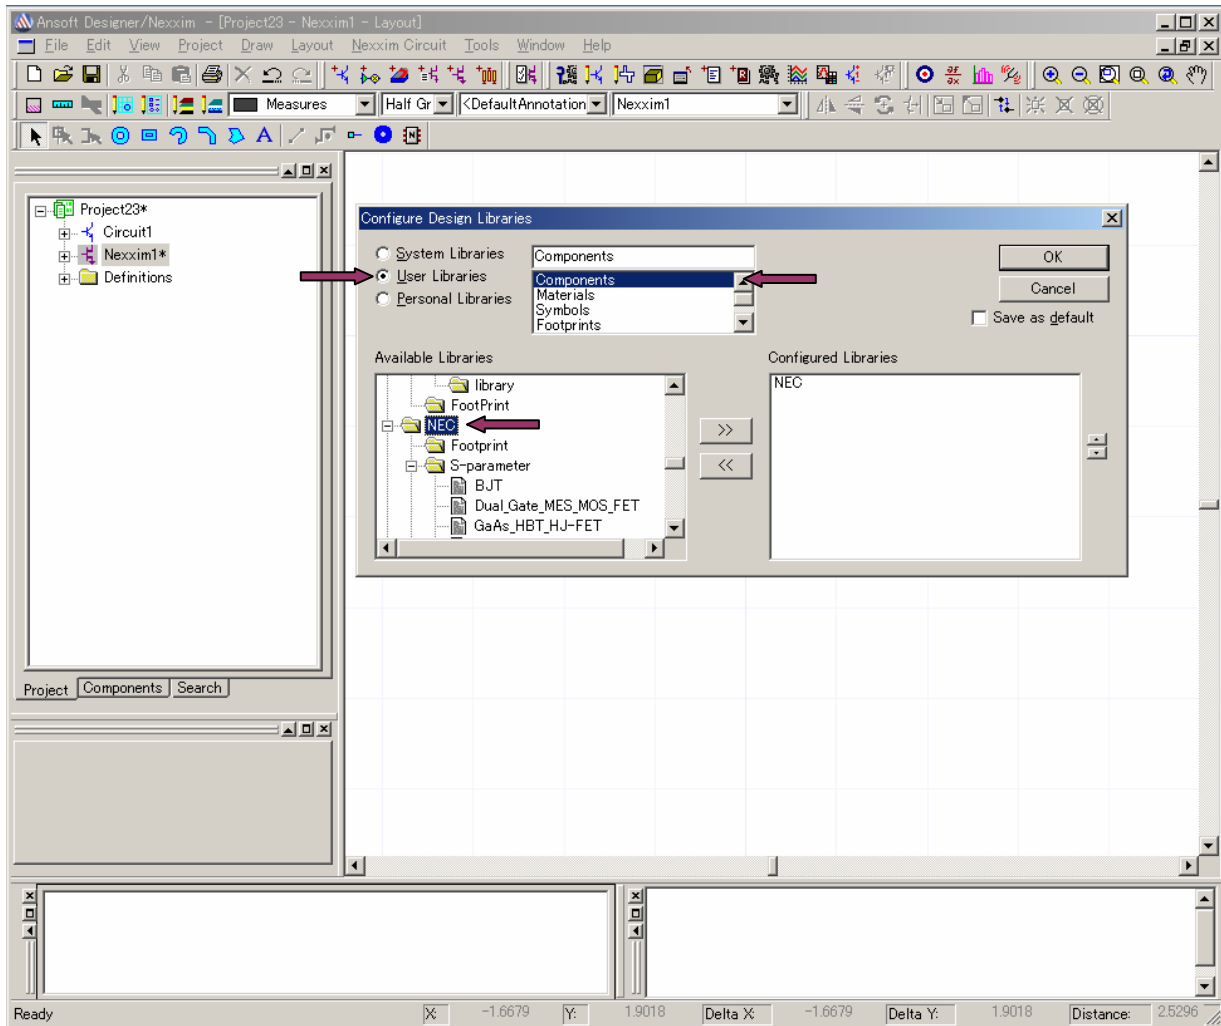 Ansoft Designer/Nexxim - [Project23 - Nexxim1 - Layout]
File Edit View Project Draw Layout Nexxim Circuit Tools Window Help
Measures Half Gr <DefaultAnnotation Nexxim1
Project23*
Circuit1
Nexxim1*
Definitions
Project Components Search
Configure Design Libraries
System Libraries
User Libraries
Personal Libraries
Components
Components
Materials
Symbols
Footprints
OK
Cancel
Save as default
Available Libraries
library
FootPrint
NEC
Footprint
S-parameter
BJT
Dual_Gate_MES_MOS_FET
GaAs_HBT_HJ-FET
>>
<<
Configured Libraries
NEC
Ready X: -1.6679 Y: 1.9018 Delta X: -1.6679 Delta Y: 1.9018 Distance: 2.5296